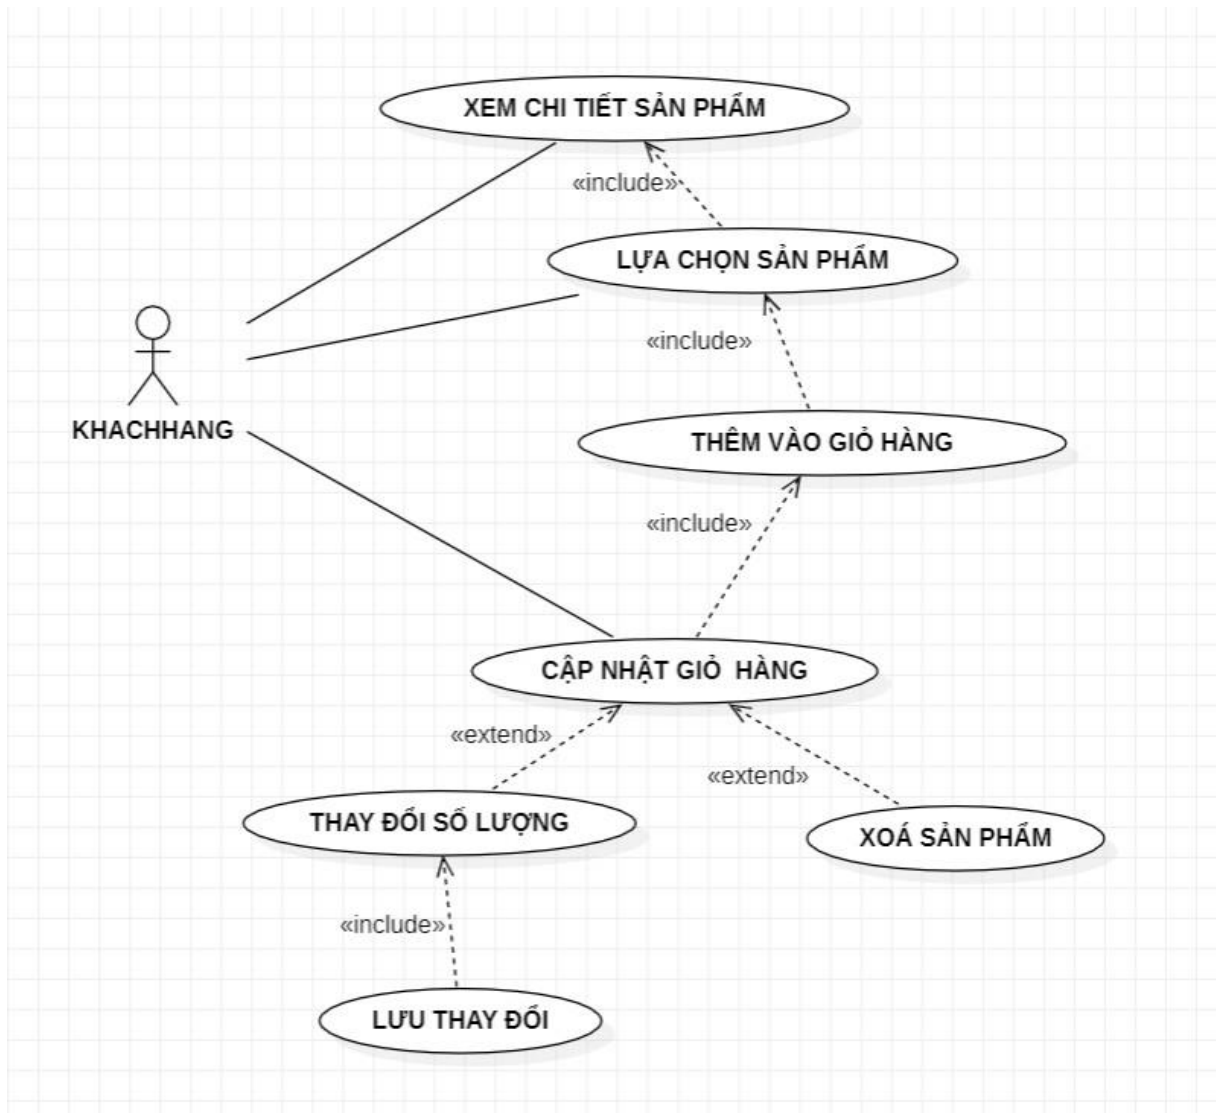 XEM CHI TIẾT SẢN PHẨM
«include»
LỰA CHỌN SẢN PHẨM
«include»
KHACHHANG
THÊM VÀO GIỎ HÀNG
«include»
CẬP NHẬT GIỎ  HÀNG
«extend»
«extend»
THAY ĐỔI SỐ LƯỢNG
XOÁ SẢN PHẨM
«include»
LƯU THAY ĐỔI